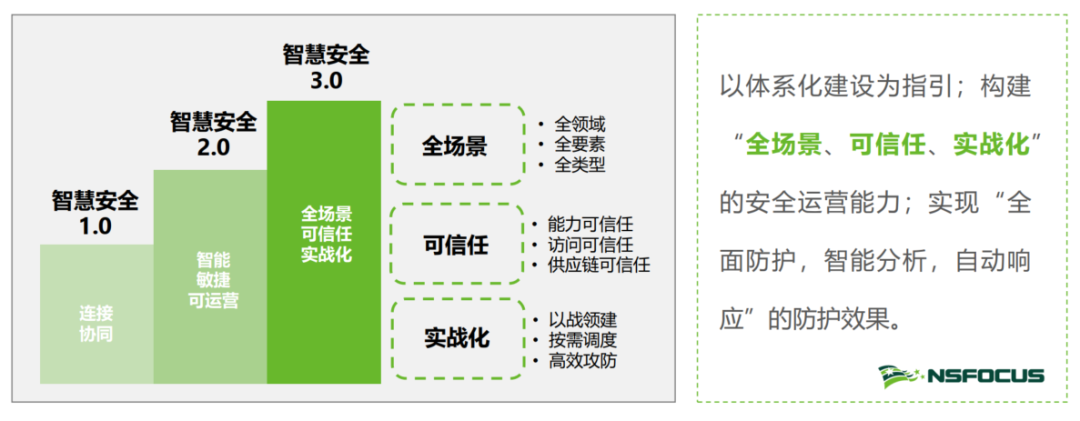 智慧安全
3.0
智慧安全
2.0
智慧安全
1.0
连接
协同
智能
敏捷
可运营
全场景
可信任
实战化
全场景
• 全领域
• 全要素
• 全类型
可信任
• 能力可信任
• 访问可信任
• 供应链可信任
实战化
• 以战领建
• 按需调度
• 高效攻防
以体系化建设为指引；构建
“全场景、可信任、实战化”
的安全运营能力；实现“全
面防护，智能分析，自动响
应”的防护效果。
NSFOCUS